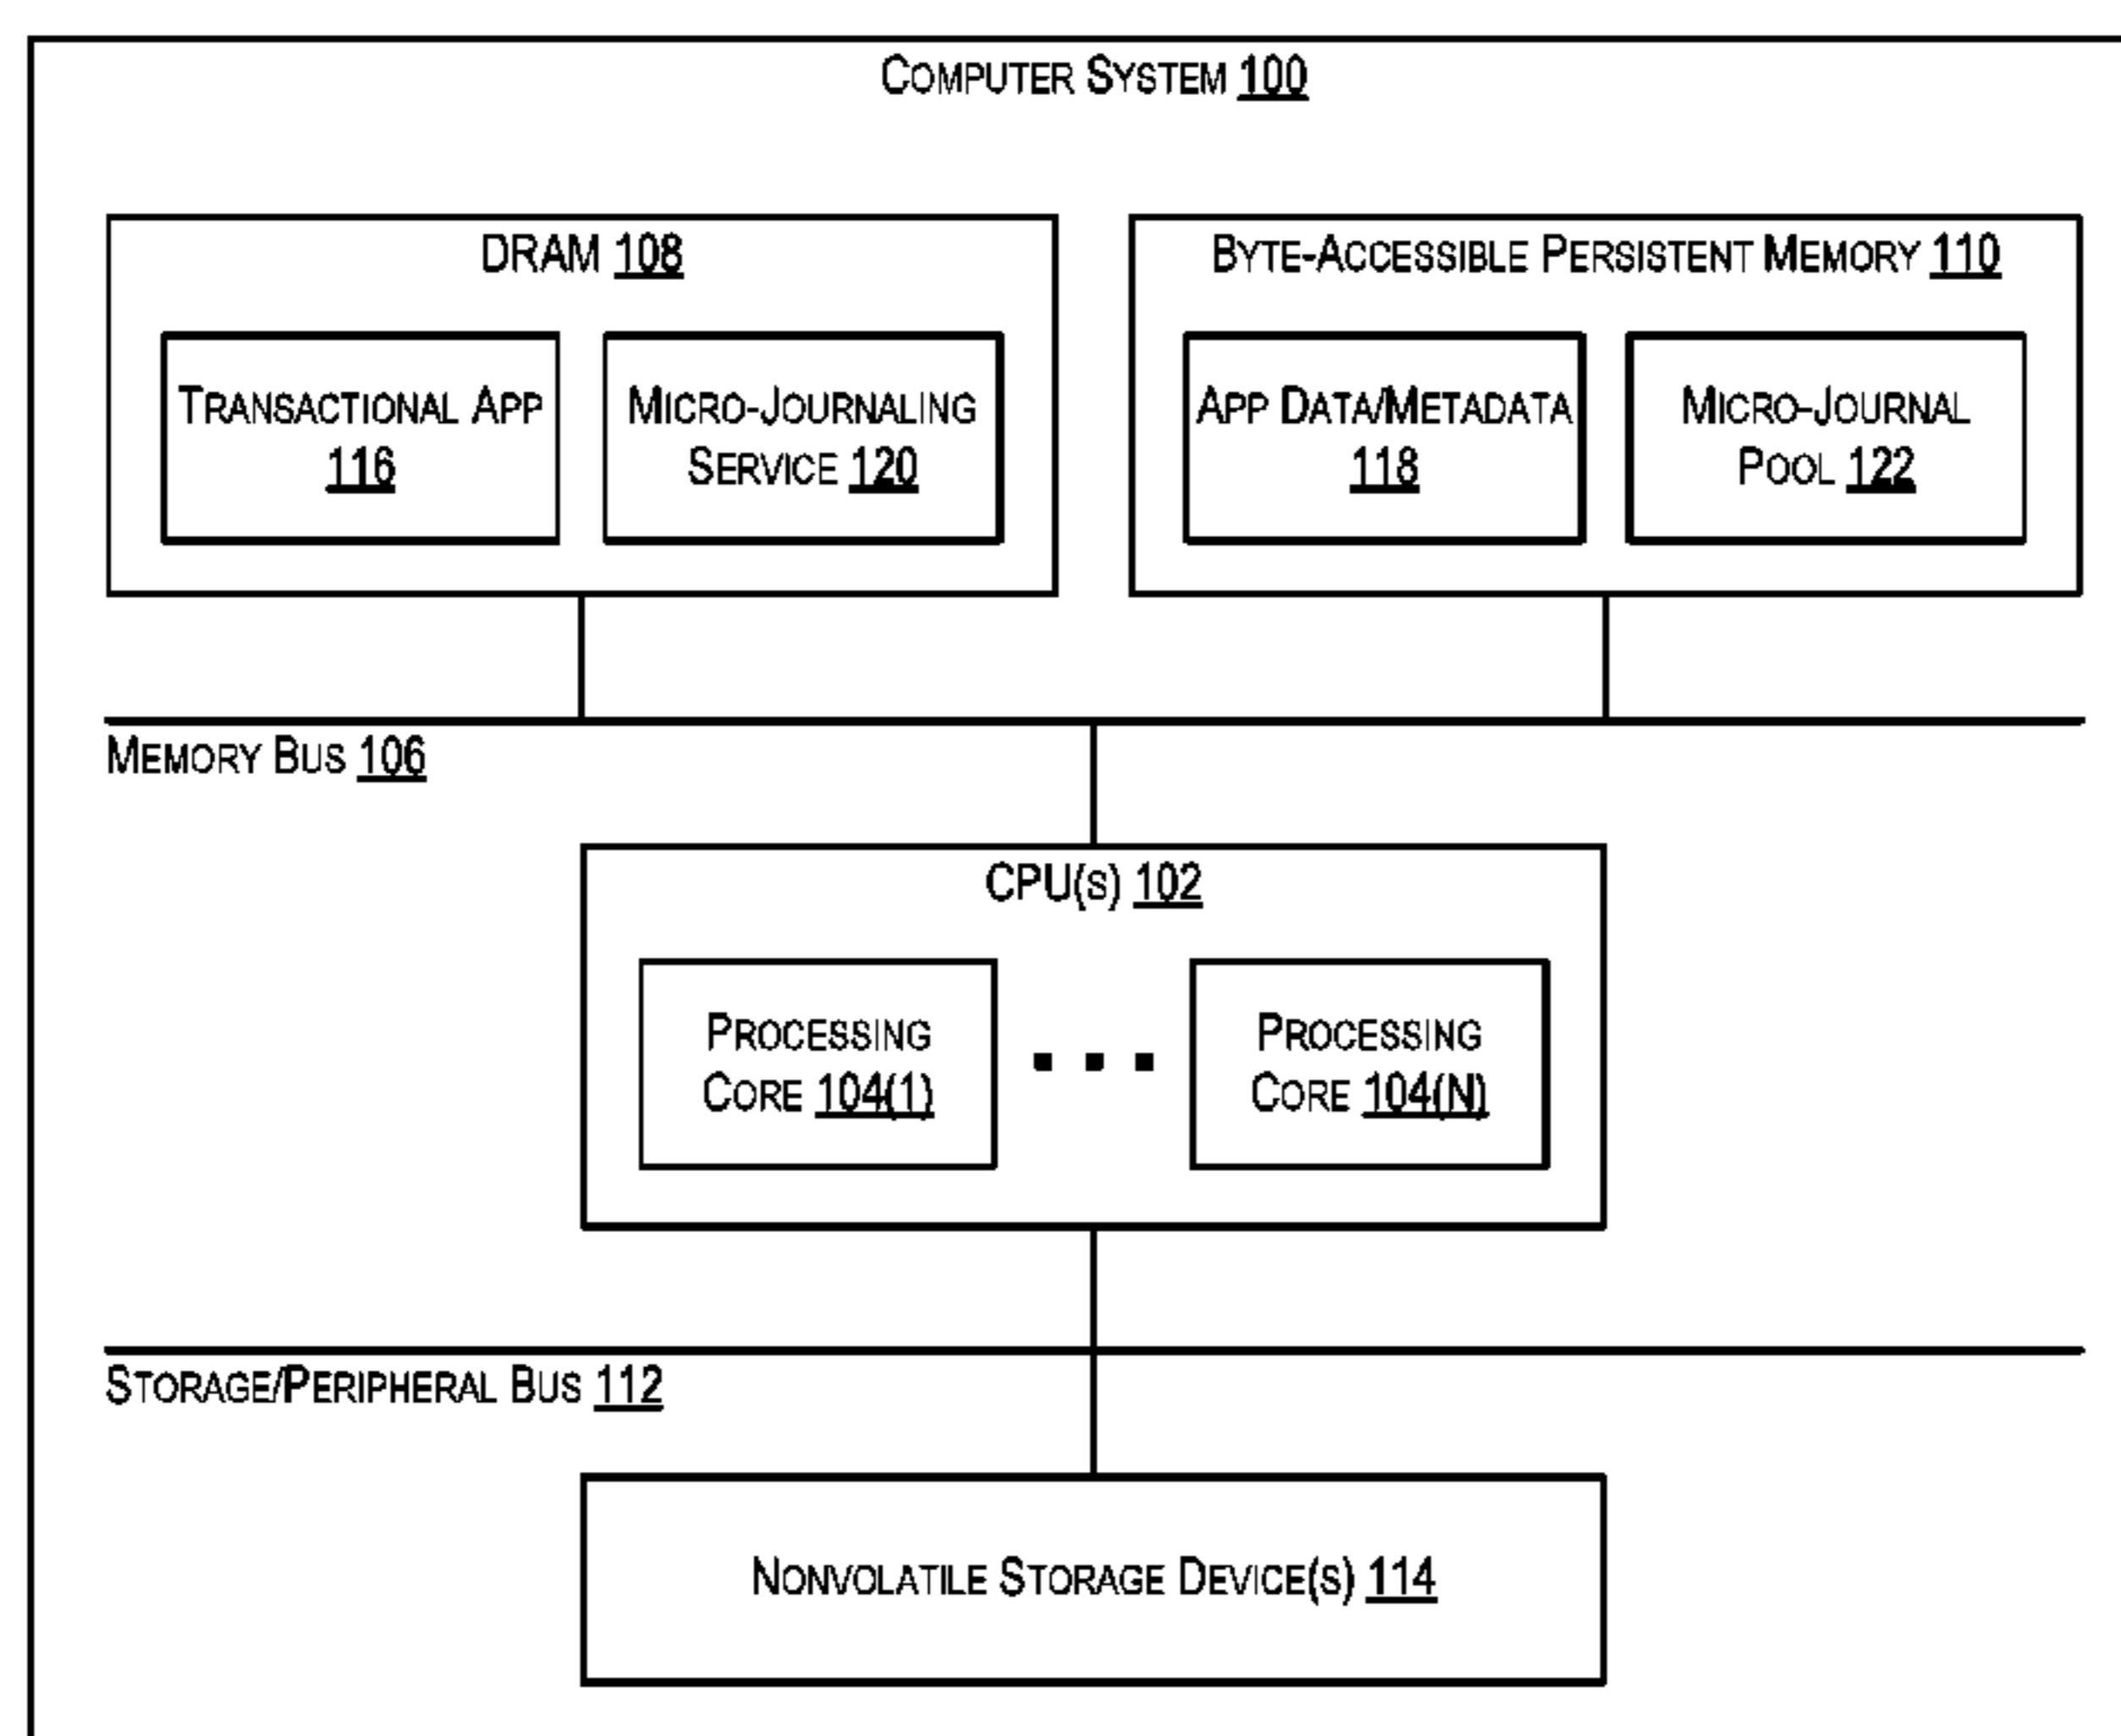 COMPUTER SYSTEM 100
DRAM 108
BYTE-ACCESSIBLE PERSISTENT MEMORY 110
TRANSACTIONAL APP
116
MICRO-JOURNALING
SERVICE 120
APP DATA/METADATA
118
MICRO-JOURNAL
POOL 122
MEMORY BUS 106
CPU(S) 102
PROCESSING
CORE 104(1)
PROCESSING
CORE 104(N)
STORAGE/PERIPHERAL BUS 112
NONVOLATILE STORAGE DEVICE(S) 114